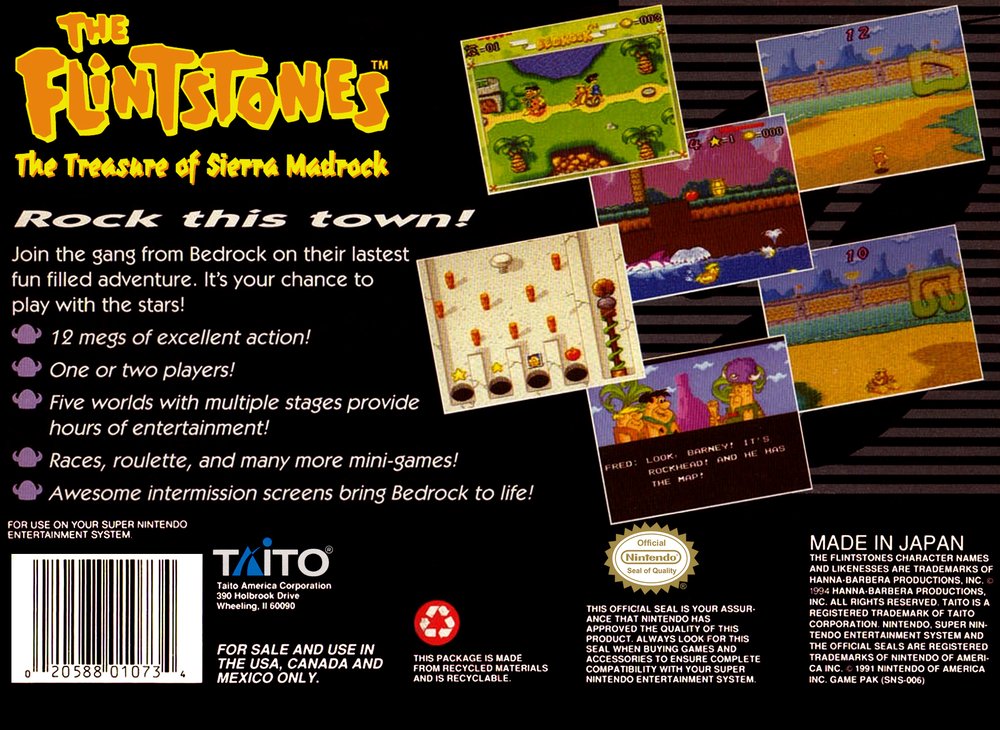 THE
FLINTSTONES™
The Treasure of Sierra Madrock
Rock this town!
Join the gang from Bedrock on their lastest
fun filled adventure. It's your chance to
play with the stars!
12 megs of excellent action!
One or two players!
Five worlds with multiple stages provide
hours of entertainment!
Races, roulette, and many more mini-games!
Awesome intermission screens bring Bedrock to life!
-01
BEDROCK
-003
12
4 ★-1 -000
10
FRED: LOOK, BARNEY! IT'S
ROCKHEAD! AND HE HAS
THE MAP!
FOR USE ON YOUR SUPER NINTENDO
ENTERTAINMENT SYSTEM.
0 20588 01073 4
TAITO®
Taito America Corporation
390 Holbrook Drive
Wheeling, Il 60090
FOR SALE AND USE IN
THE USA, CANADA AND
MEXICO ONLY.
THIS PACKAGE IS MADE
FROM RECYCLED MATERIALS
AND IS RECYCLABLE.
Official
Nintendo
Seal of Quality
®
THIS OFFICIAL SEAL IS YOUR ASSUR-
ANCE THAT NINTENDO HAS
APPROVED THE QUALITY OF THIS
PRODUCT. ALWAYS LOOK FOR THIS
SEAL WHEN BUYING GAMES AND
ACCESSORIES TO ENSURE COMPLETE
COMPATIBILITY WITH YOUR SUPER
NINTENDO ENTERTAINMENT SYSTEM.
MADE IN JAPAN
THE FLINTSTONES CHARACTER NAMES
AND LIKENESSES ARE TRADEMARKS OF
HANNA-BARBERA PRODUCTIONS, INC. ©
1994 HANNA-BARBERA PRODUCTIONS,
INC. ALL RIGHTS RESERVED. TAITO IS A
REGISTERED TRADEMARK OF TAITO
CORPORATION. NINTENDO, SUPER NIN-
TENDO ENTERTAINMENT SYSTEM AND
THE OFFICIAL SEALS ARE REGISTERED
TRADEMARKS OF NINTENDO OF AMERI-
CA INC. © 1991 NINTENDO OF AMERICA
INC. GAME PAK (SNS-006)